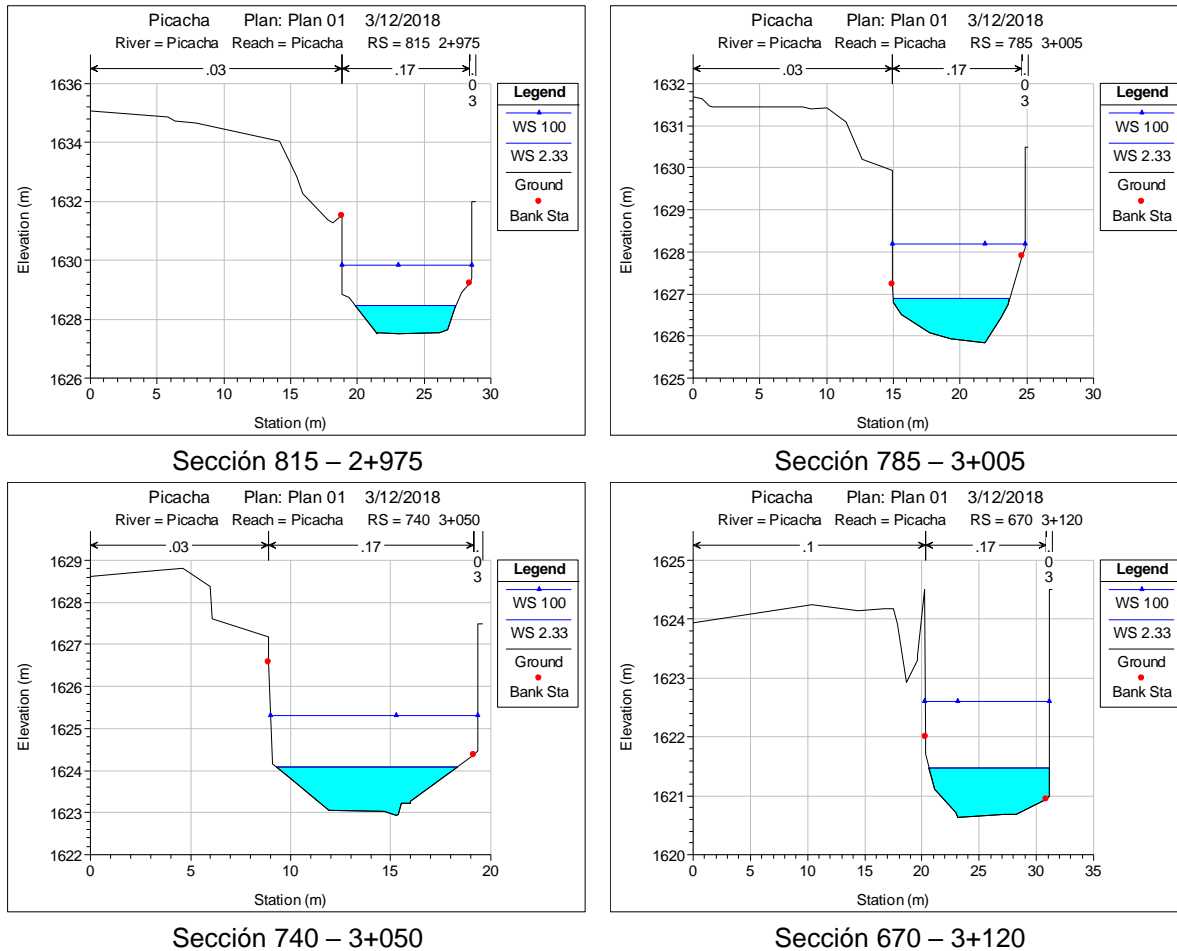 Picacha Plan: Plan 01 3/12/2018
River = Picacha Reach = Picacha RS = 815 2+975
.03
.17
.03
Legend
WS 100
WS 2.33
Ground
Bank Sta
Elevation (m)
1636
1634
1632
1630
1628
1626
0 5 10 15 20 25 30
Station (m)
Sección 815 – 2+975
Picacha Plan: Plan 01 3/12/2018
River = Picacha Reach = Picacha RS = 785 3+005
.03
.17
.03
Legend
WS 100
WS 2.33
Ground
Bank Sta
Elevation (m)
1632
1631
1630
1629
1628
1627
1626
1625
0 5 10 15 20 25 30
Station (m)
Sección 785 – 3+005
Picacha Plan: Plan 01 3/12/2018
River = Picacha Reach = Picacha RS = 740 3+050
.03
.17
.03
Legend
WS 100
WS 2.33
Ground
Bank Sta
Elevation (m)
1629
1628
1627
1626
1625
1624
1623
1622
0 5 10 15 20
Station (m)
Sección 740 – 3+050
Picacha Plan: Plan 01 3/12/2018
River = Picacha Reach = Picacha RS = 670 3+120
.1
.17
.03
Legend
WS 100
WS 2.33
Ground
Bank Sta
Elevation (m)
1625
1624
1623
1622
1621
1620
0 5 10 15 20 25 30 35
Station (m)
Sección 670 – 3+120